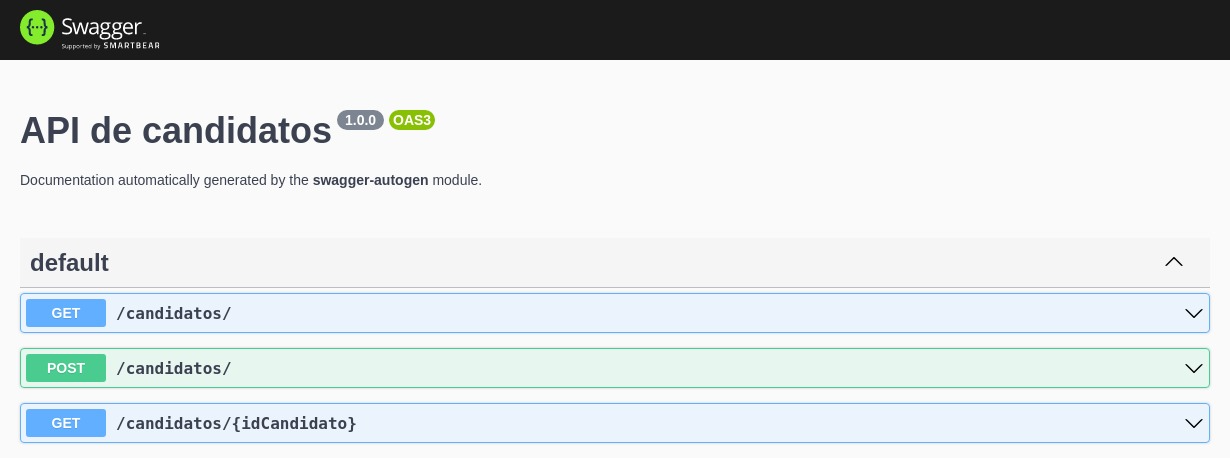 Swagger
Supported by SMARTBEAR
API de candidatos 1.0.0 OAS3
Documentation automatically generated by the swagger-autogen module.
default
GET /candidatos/
POST /candidatos/
GET /candidatos/{idCandidato}